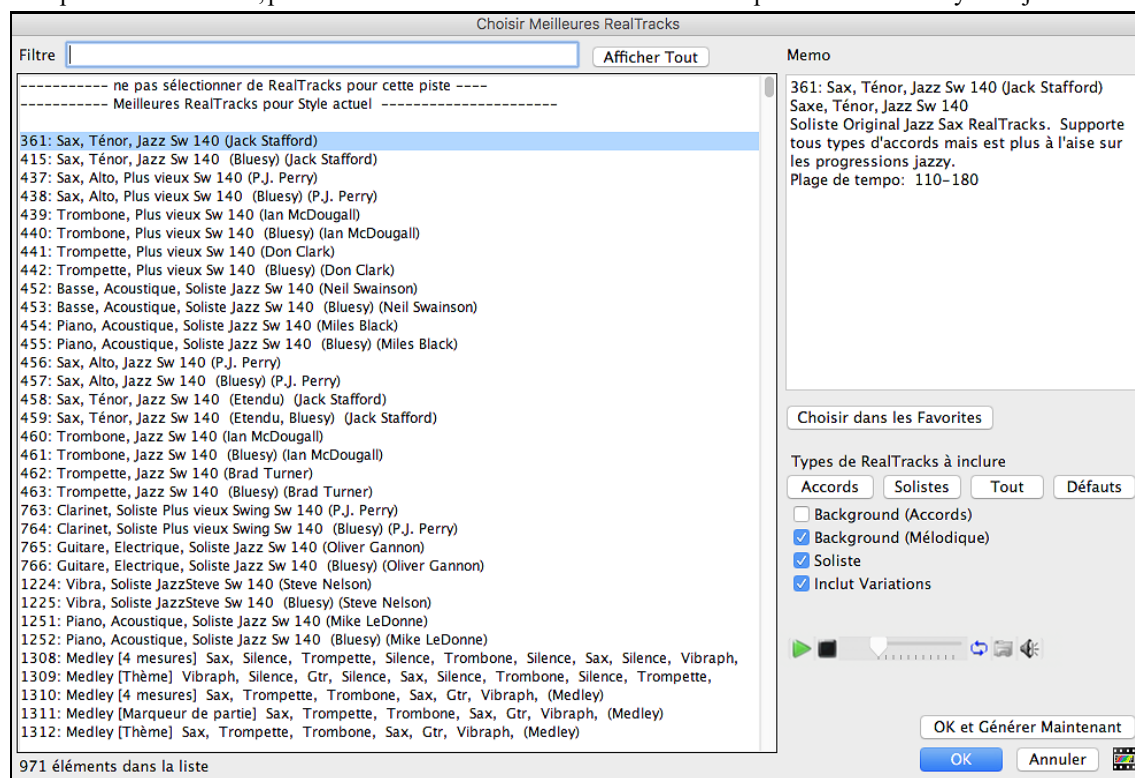 Choisir Meilleures RealTracks
Filtre
Afficher Tout
----------- ne pas sélectionner de RealTracks pour cette piste ----
----------- Meilleures RealTracks pour Style actuel ----------------------
361: Sax, Ténor, Jazz Sw 140 (Jack Stafford)
415: Sax, Ténor, Jazz Sw 140 (Bluesy) (Jack Stafford)
437: Sax, Alto, Plus vieux Sw 140 (P.J. Perry)
438: Sax, Alto, Plus vieux Sw 140 (Bluesy) (P.J. Perry)
439: Trombone, Plus vieux Sw 140 (Ian McDougall)
440: Trombone, Plus vieux Sw 140 (Bluesy) (Ian McDougall)
441: Trompette, Plus vieux Sw 140 (Don Clark)
442: Trompette, Plus vieux Sw 140 (Bluesy) (Don Clark)
452: Basse, Acoustique, Soliste Jazz Sw 140 (Neil Swainson)
453: Basse, Acoustique, Soliste Jazz Sw 140 (Bluesy) (Neil Swainson)
454: Piano, Acoustique, Soliste Jazz Sw 140 (Miles Black)
455: Piano, Acoustique, Soliste Jazz Sw 140 (Bluesy) (Miles Black)
456: Sax, Alto, Jazz Sw 140 (P.J. Perry)
457: Sax, Alto, Jazz Sw 140 (Bluesy) (P.J. Perry)
458: Sax, Ténor, Jazz Sw 140 (Etendu) (Jack Stafford)
459: Sax, Ténor, Jazz Sw 140 (Etendu, Bluesy) (Jack Stafford)
460: Trombone, Jazz Sw 140 (Ian McDougall)
461: Trombone, Jazz Sw 140 (Bluesy) (Ian McDougall)
462: Trompette, Jazz Sw 140 (Brad Turner)
463: Trompette, Jazz Sw 140 (Bluesy) (Brad Turner)
763: Clarinet, Soliste Plus vieux Swing Sw 140 (P.J. Perry)
764: Clarinet, Soliste Plus vieux Swing Sw 140 (Bluesy) (P.J. Perry)
765: Guitare, Electrique, Soliste Jazz Sw 140 (Oliver Gannon)
766: Guitare, Electrique, Soliste Jazz Sw 140 (Bluesy) (Oliver Gannon)
1224: Vibra, Soliste JazzSteve Sw 140 (Steve Nelson)
1225: Vibra, Soliste JazzSteve Sw 140 (Bluesy) (Steve Nelson)
1251: Piano, Acoustique, Soliste Jazz Sw 140 (Mike LeDonne)
1252: Piano, Acoustique, Soliste Jazz Sw 140 (Bluesy) (Mike LeDonne)
1308: Medley [4 mesures] Sax, Silence, Trompette, Silence, Trombone, Silence, Sax, Silence, Vibraph,
1309: Medley [Thème] Vibraph, Silence, Gtr, Silence, Sax, Silence, Trombone, Silence, Trompette,
1310: Medley [4 mesures] Sax, Trompette, Trombone, Sax, Gtr, Vibraph, (Medley)
1311: Medley [Marqueur de partie] Sax, Trompette, Trombone, Sax, Gtr, Vibraph, (Medley)
1312: Medley [Thème] Sax, Trompette, Trombone, Sax, Gtr, Vibraph, (Medley)
971 éléments dans la liste
Memo
361: Sax, Ténor, Jazz Sw 140 (Jack Stafford)
Saxe, Ténor, Jazz Sw 140
Soliste Original Jazz Sax RealTracks. Supporte
tous types d'accords mais est plus à l'aise sur
les progressions jazzy.
Plage de tempo: 110-180
Choisir dans les Favorites
Types de RealTracks à inclure
Accords Solistes Tout Défauts
Background (Accords)
Background (Mélodique)
Soliste
Inclut Variations
OK et Générer Maintenant
OK Annuler